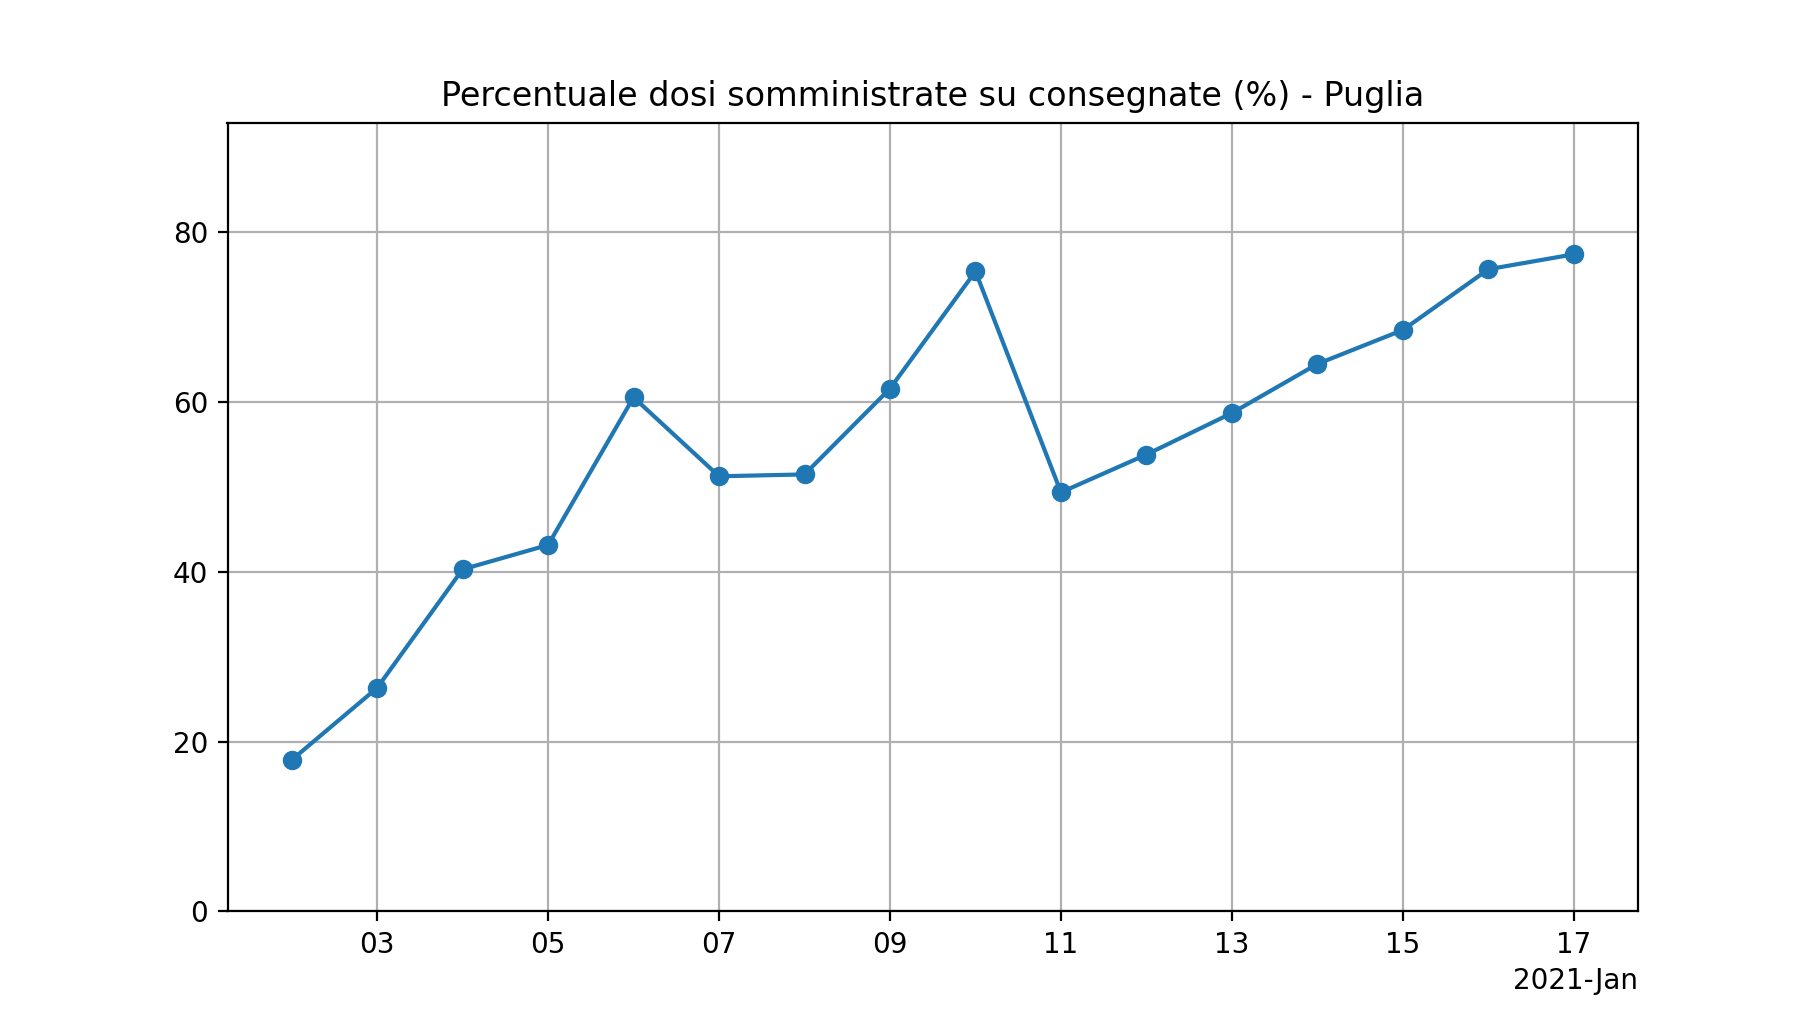 Percentuale dosi somministrate su consegnate (%) - Puglia
80
60
40
20
0
03 05 07 09 11 13 15 17
2021-Jan